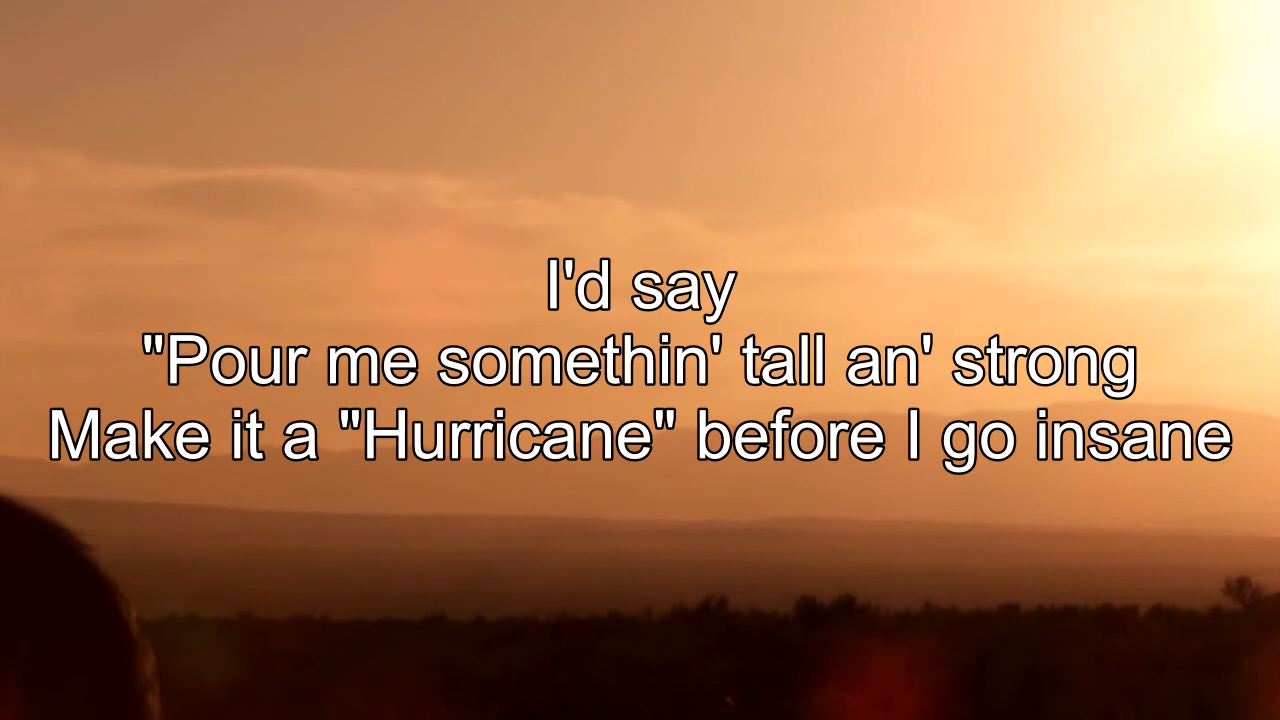 I'd say
"Pour me somethin' tall an' strong
Make it a "Hurricane" before I go insane